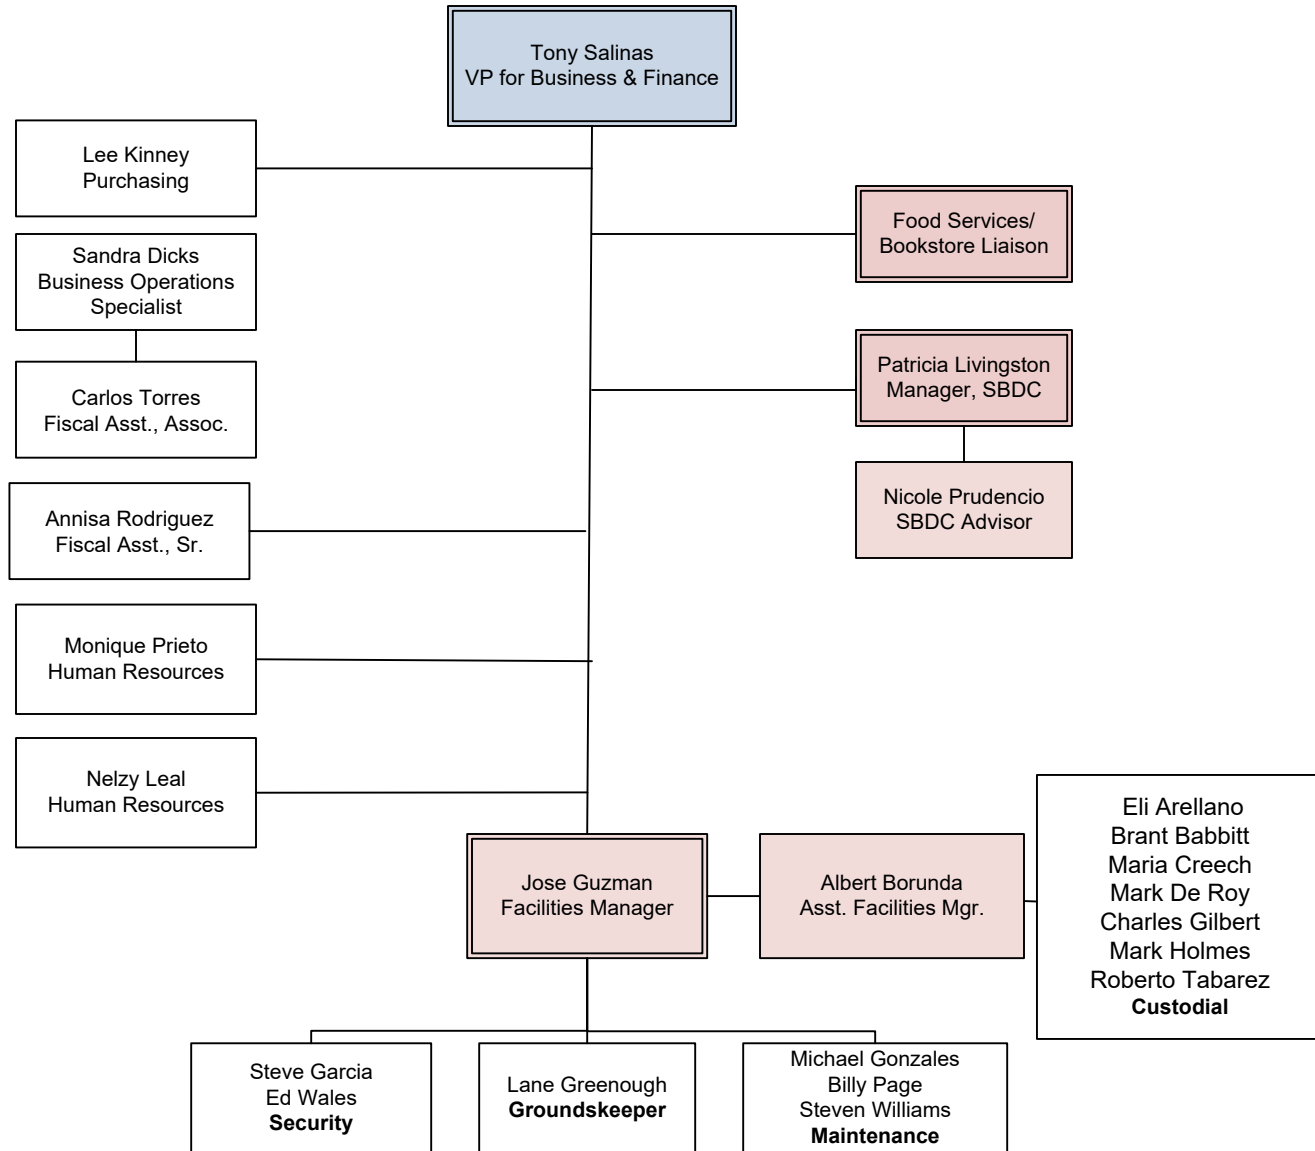 Tony Salinas
VP for Business & Finance
Lee Kinney
Purchasing
Food Services/
Bookstore Liaison
Sandra Dicks
Business Operations
Specialist
Patricia Livingston
Manager, SBDC
Carlos Torres
Fiscal Asst., Assoc.
Nicole Prudencio
SBDC Advisor
Annisa Rodriguez
Fiscal Asst., Sr.
Monique Prieto
Human Resources
Nelzy Leal
Human Resources
Jose Guzman
Facilities Manager
Albert Borunda
Asst. Facilities Mgr.
Eli Arellano
Brant Babbitt
Maria Creech
Mark De Roy
Charles Gilbert
Mark Holmes
Roberto Tabarez
Custodial
Steve Garcia
Ed Wales
Security
Lane Greenough
Groundskeeper
Michael Gonzales
Billy Page
Steven Williams
Maintenance